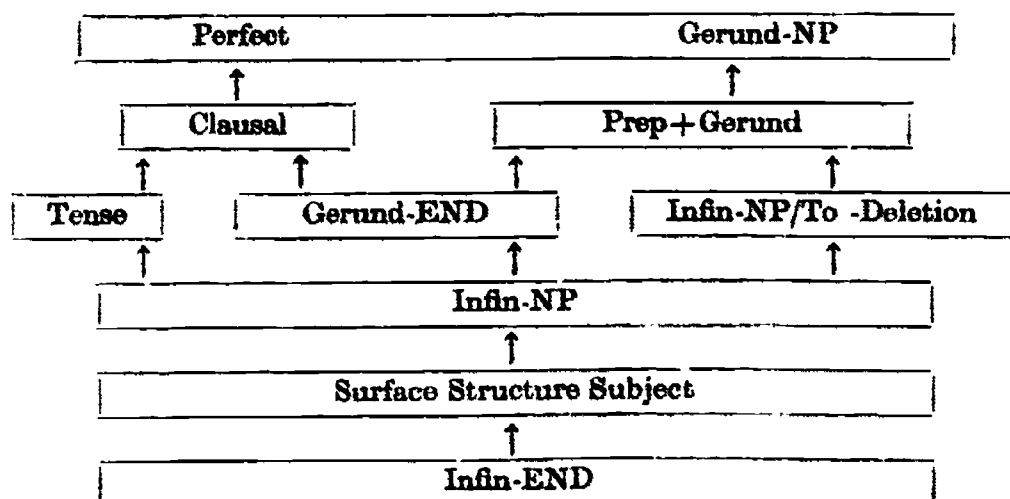 Perfect Gerund-NP
Clausal Prep+Gerund
Tense Gerund-END Infin-NP/To -Deletion
Infin-NP
Surface Structure Subject
Infin-END